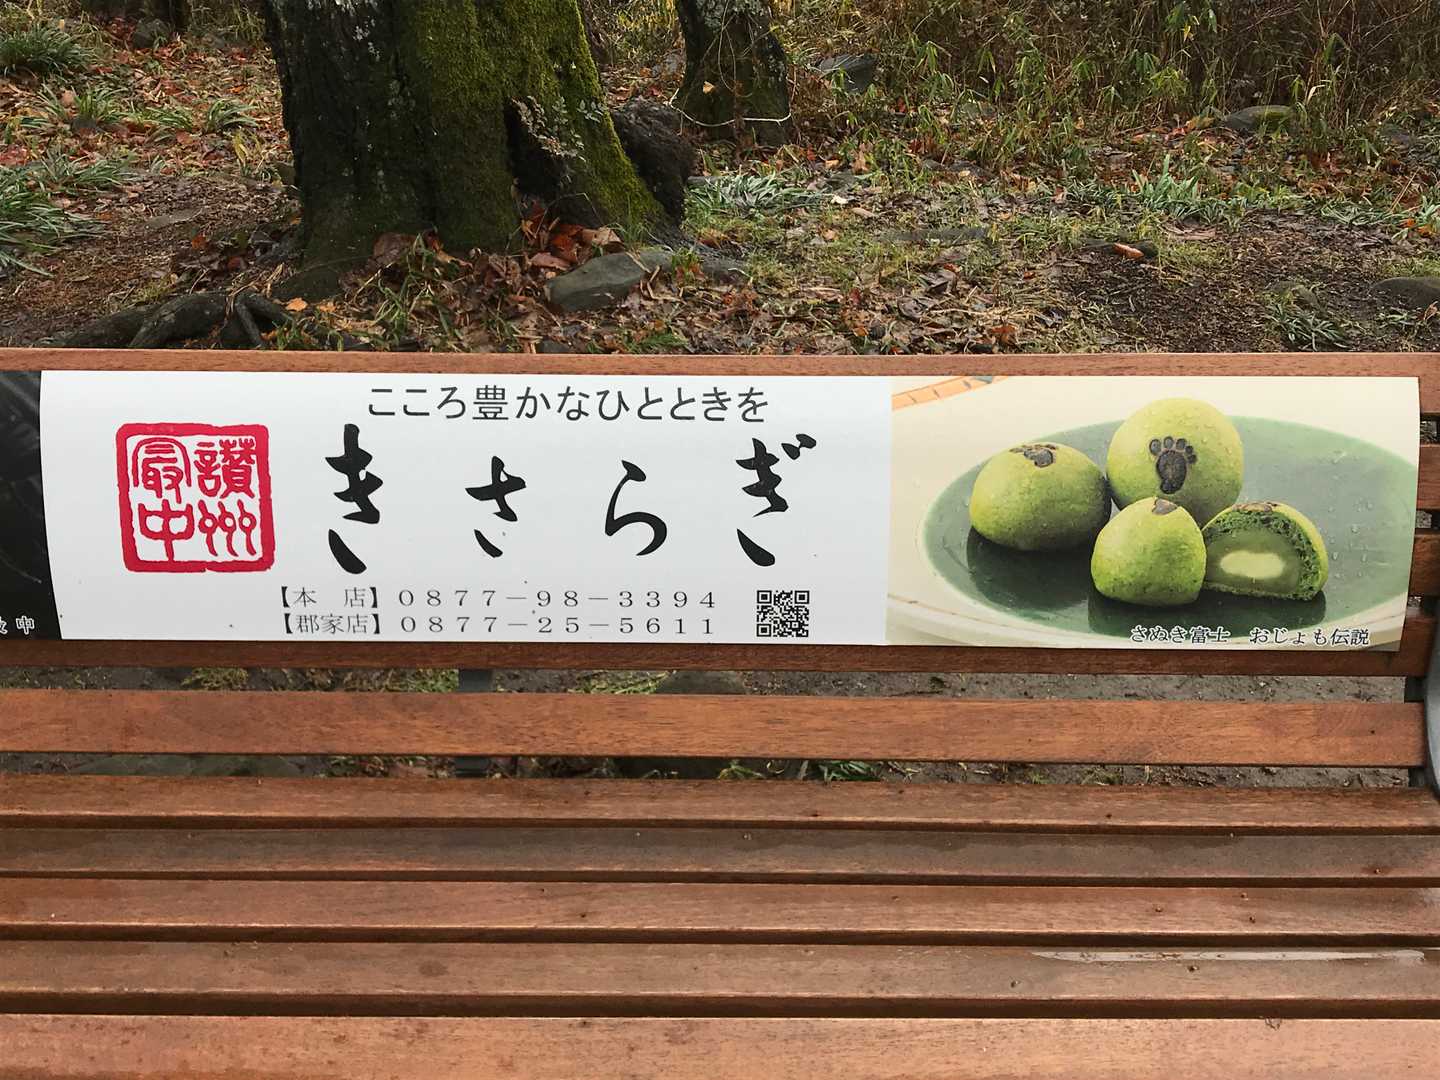 こころ豊かなひとときを
讃州
最中
きさらぎ
【本　店】０８７７－９８－３３９４
【郡家店】０８７７－２５－５６１１
さぬき富士　おじょも伝説
中